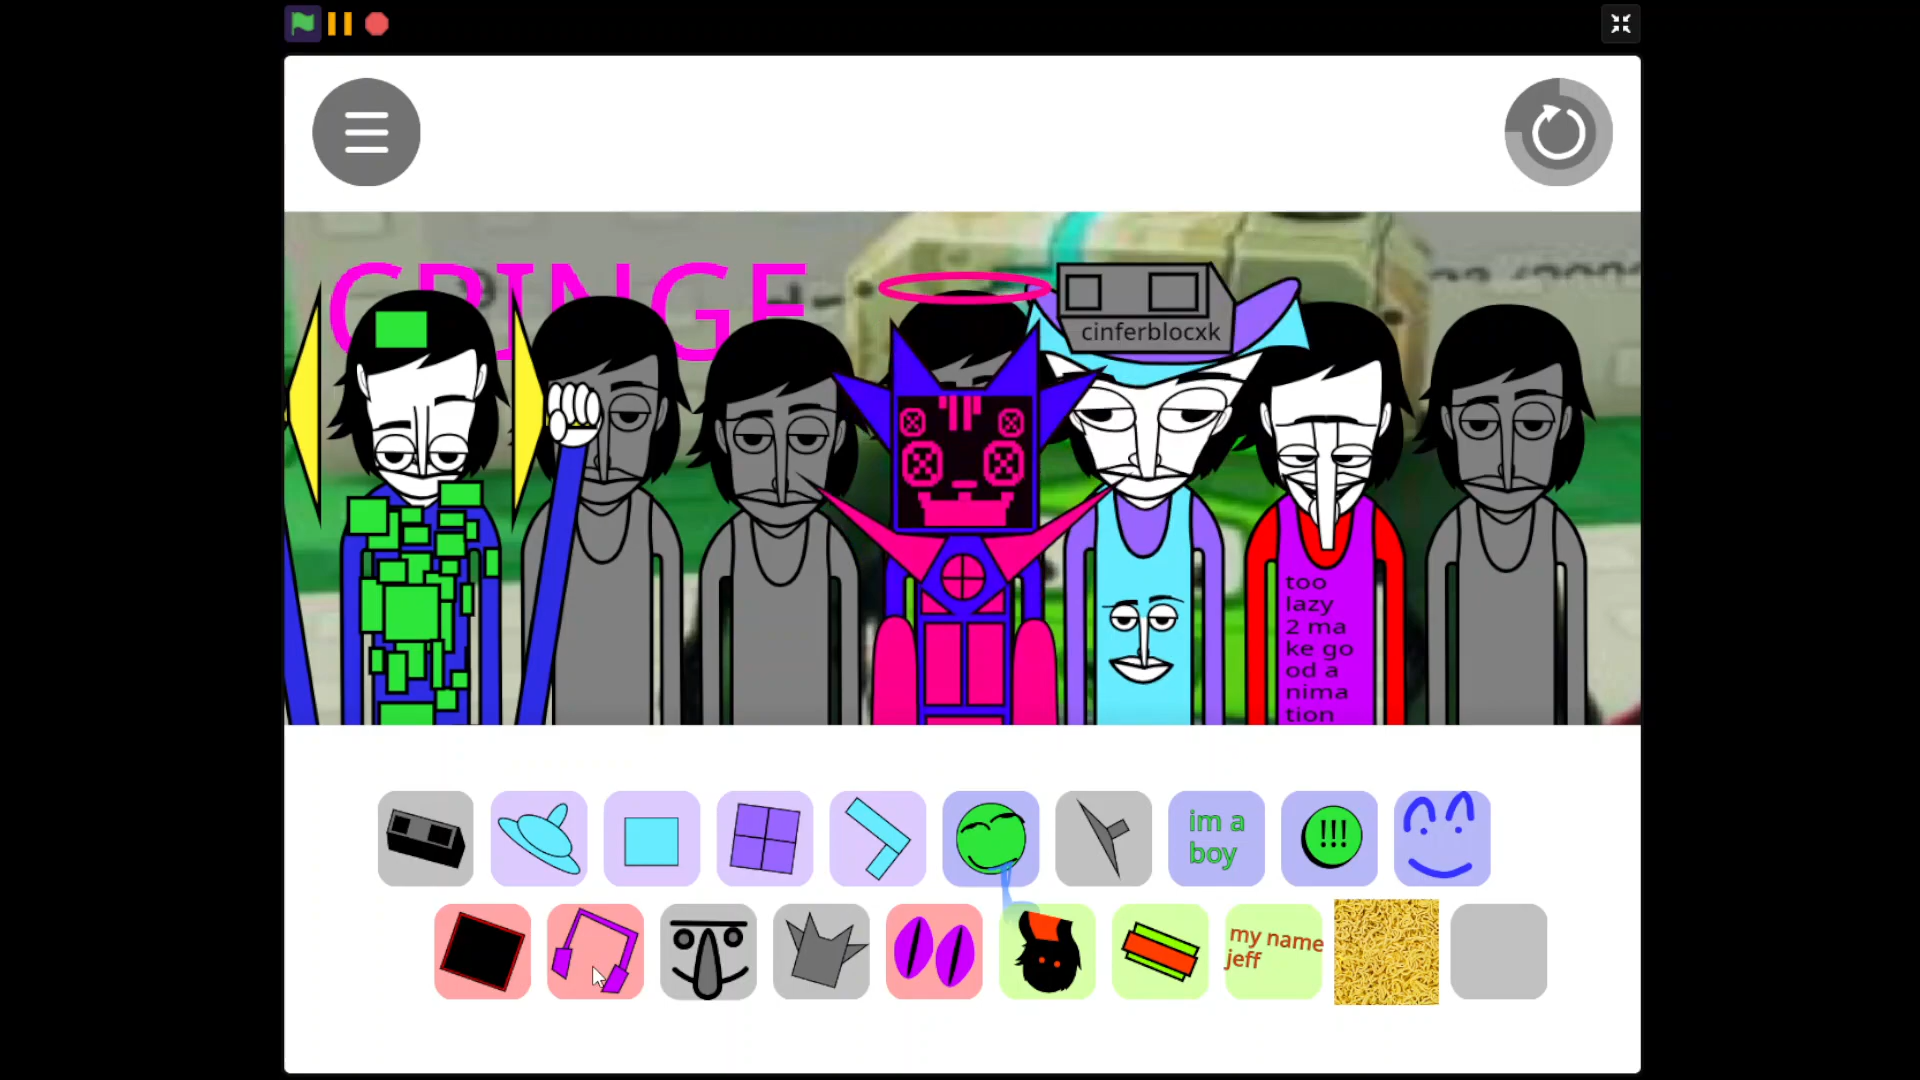 CRINGE
cinferblocxk
too
lazy
2 ma
ke go
od a
nima
tion
im a
boy
!!!
my name
jeff